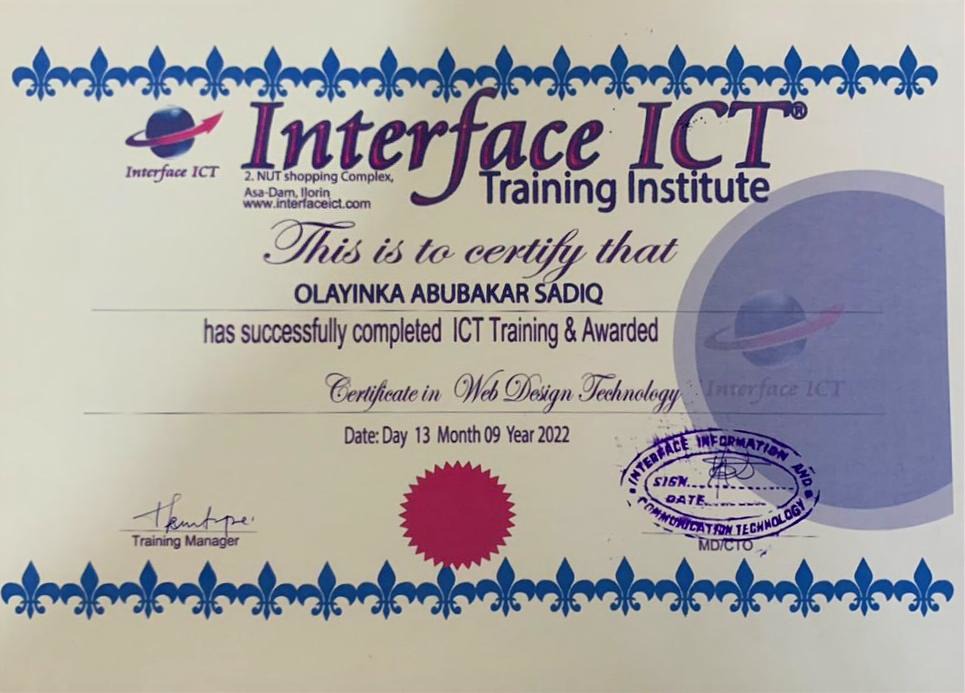 Interface ICT®
Interface ICT
2. NUT shopping Complex,
Asa-Dam, Ilorin
www.interfaceict.com
Training Institute
This is to certify that
OLAYINKA ABUBAKAR SADIQ
has successfully completed ICT Training & Awarded
Certificate in Web Design Technology
Interface ICT
Date: Day 13 Month 09 Year 2022
INTERFACE INFORMATION AND
SIGN.
DATE
COMMUNICATION TECHNOLOGY
Training Manager
MD/CTO